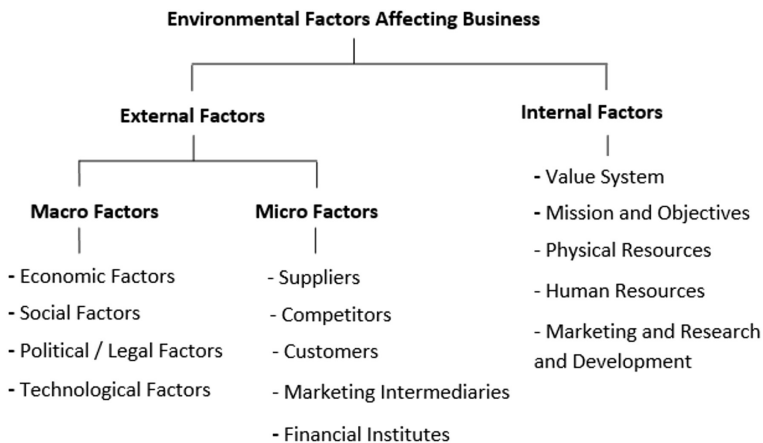 Environmental Factors Affecting Business
External Factors
Internal Factors
Macro Factors
Micro Factors
- Economic Factors
- Social Factors
- Political / Legal Factors
- Technological Factors
- Suppliers
- Competitors
- Customers
- Marketing Intermediaries
- Financial Institutes
- Value System
- Mission and Objectives
- Physical Resources
- Human Resources
- Marketing and Research
and Development